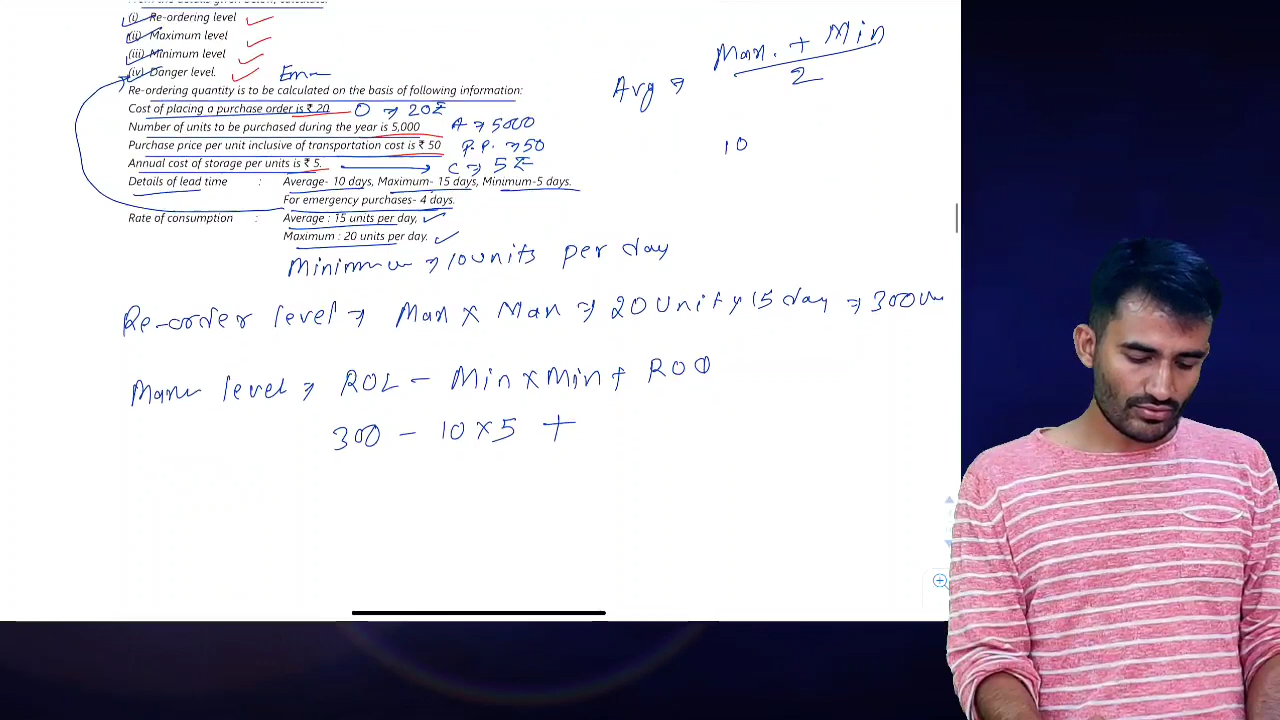 (i) Re-ordering level
(ii) Maximum level
(iii) Minimum level
(iv) Danger level.
Re-ordering quantity is to be calculated on the basis of following information:
Cost of placing a purchase order is ₹ 20 O → 20₹
Number of units to be purchased during the year is 5,000 A → 5000
Purchase price per unit inclusive of transportation cost is ₹ 50 P.P. → 50
Annual cost of storage per units is ₹ 5. C → 5 ₹
Details of lead time : Average- 10 days, Maximum- 15 days, Minimum-5 days.
For emergency purchases- 4 days.
Rate of consumption : Average : 15 units per day,
Maximum : 20 units per day.
Minimum → 10 units per day
Re-order level → Max × Max → 20 Unit × 15 day → 300
level → ROL - Min × Min + ROQ
300 - 10 × 5 +
Avg → Max. + Min
2
10